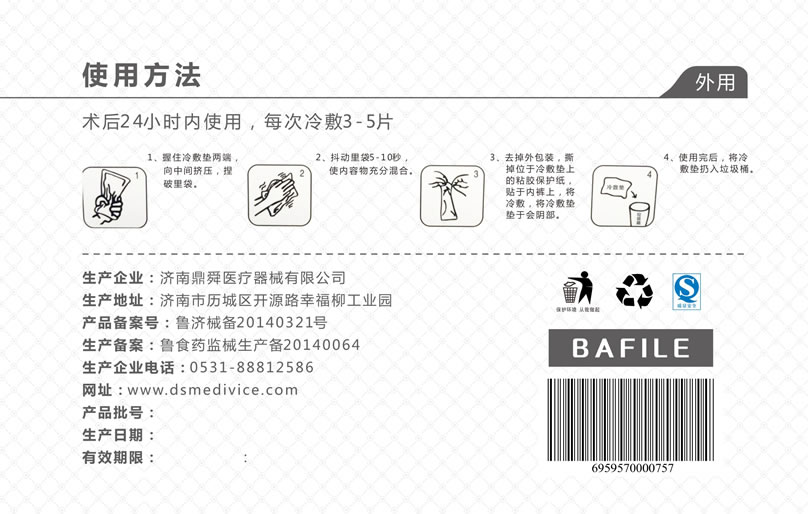 使用方法
外用
术后24小时内使用，每次冷敷3-5片
1
1、握住冷敷垫两端，
向中间挤压，捏
破里袋。
2
2、抖动里袋5-10秒，
使内容物充分混合。
3
3、去掉外包装，撕
掉位于冷敷垫上
的粘胶保护纸，
贴于内裤上，将
冷敷，将冷敷垫
垫于会阴部。
4
冷敷垫
垃圾桶
4、使用完后，将冷
敷垫扔入垃圾桶。
生产企业：济南鼎舜医疗器械有限公司
生产地址：济南市历城区开源路幸福柳工业园
产品备案号：鲁济械备20140321号
生产备案：鲁食药监械生产备20140064
生产企业电话：0531-88812586
网址：www.dsmedivice.com
产品批号：
生产日期：
有效期限：          :
保护环境 从我做起
BAFILE
6959570000757